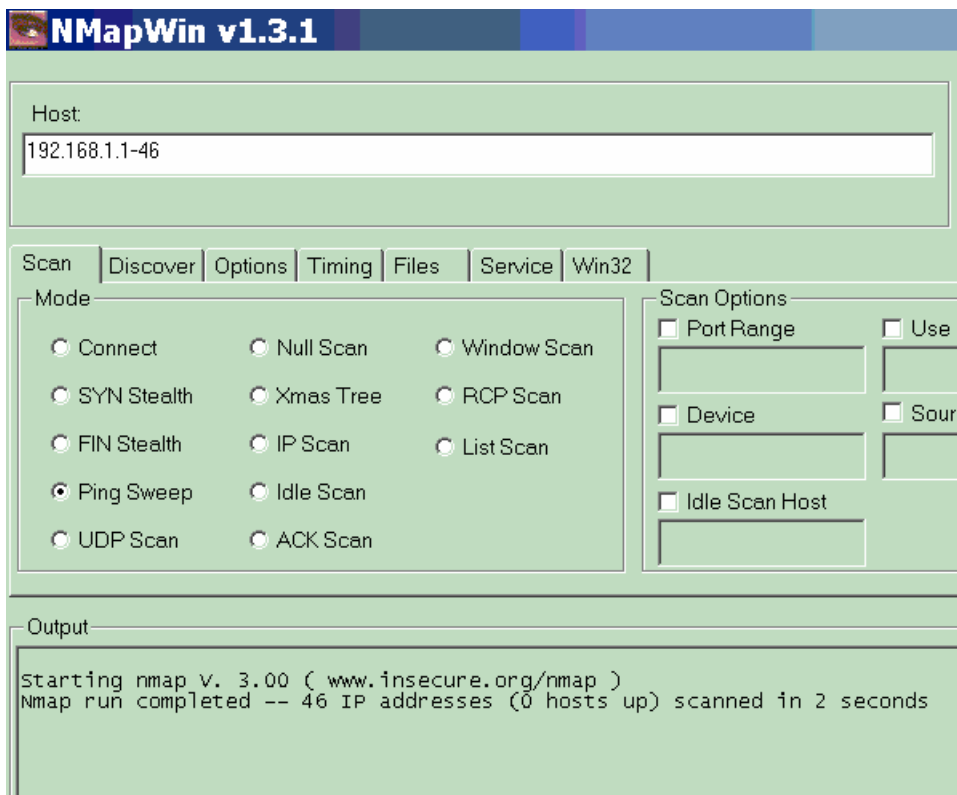 NMapWin v1.3.1
Host:
192.168.1.1-46
Scan Discover Options Timing Files Service Win32
Mode
Connect
SYN Stealth
FIN Stealth
Ping Sweep
UDP Scan
Null Scan
Xmas Tree
IP Scan
Idle Scan
ACK Scan
Window Scan
RCP Scan
List Scan
Scan Options
Port Range
Use
Device
Sour
Idle Scan Host
Output
Starting nmap V. 3.00 ( www.insecure.org/nmap )
Nmap run completed -- 46 IP addresses (0 hosts up) scanned in 2 seconds